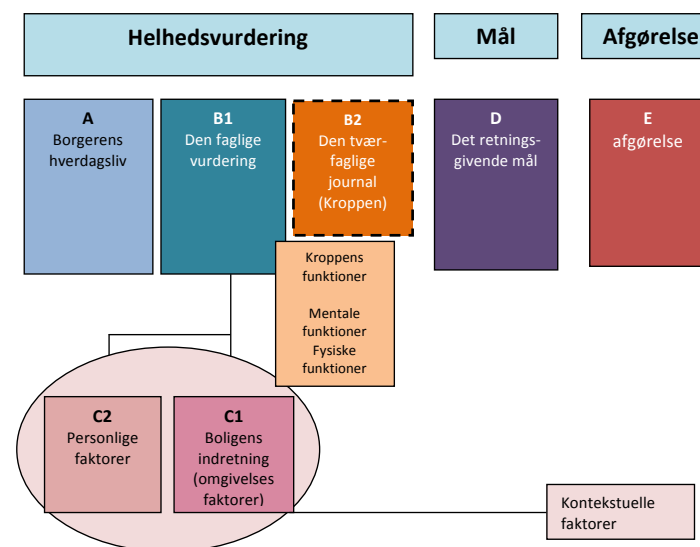 Helhedsvurdering
Mål
Afgørelse
A
Borgerens
hverdagsliv
B1
Den faglige
vurdering
B2
Den tvær-
faglige
journal
(Kroppen)
D
Det retnings-
givende mål
E
afgørelse
Kroppens
funktioner
Mentale
funktioner
Fysiske
funktioner
C2
Personlige
faktorer
C1
Boligens
indretning
(omgivelses
faktorer)
Kontekstuelle
faktorer